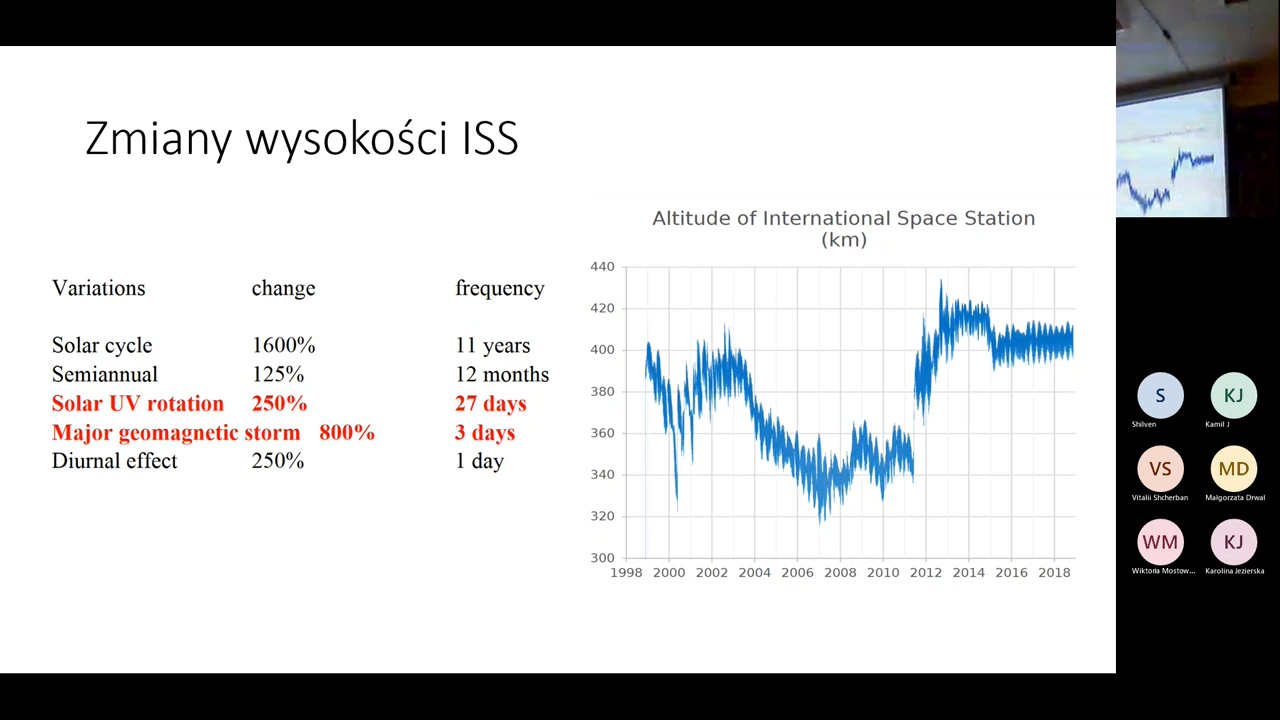 Zmiany wysokości ISS
Variations change frequency
Solar cycle 1600% 11 years
Semiannual 125% 12 months
Solar UV rotation 250% 27 days
Major geomagnetic storm 800% 3 days
Diurnal effect 250% 1 day
Altitude of International Space Station
(km)
440
420
400
380
360
340
320
300
1998 2000 2002 2004 2006 2008 2010 2012 2014 2016 2018
S KJ
Shilven Kamil J
VS MD
Vitalii Shcherban Małgorzata Drwal
WM KJ
Wiktoria Mostow... Karolina Jezierska